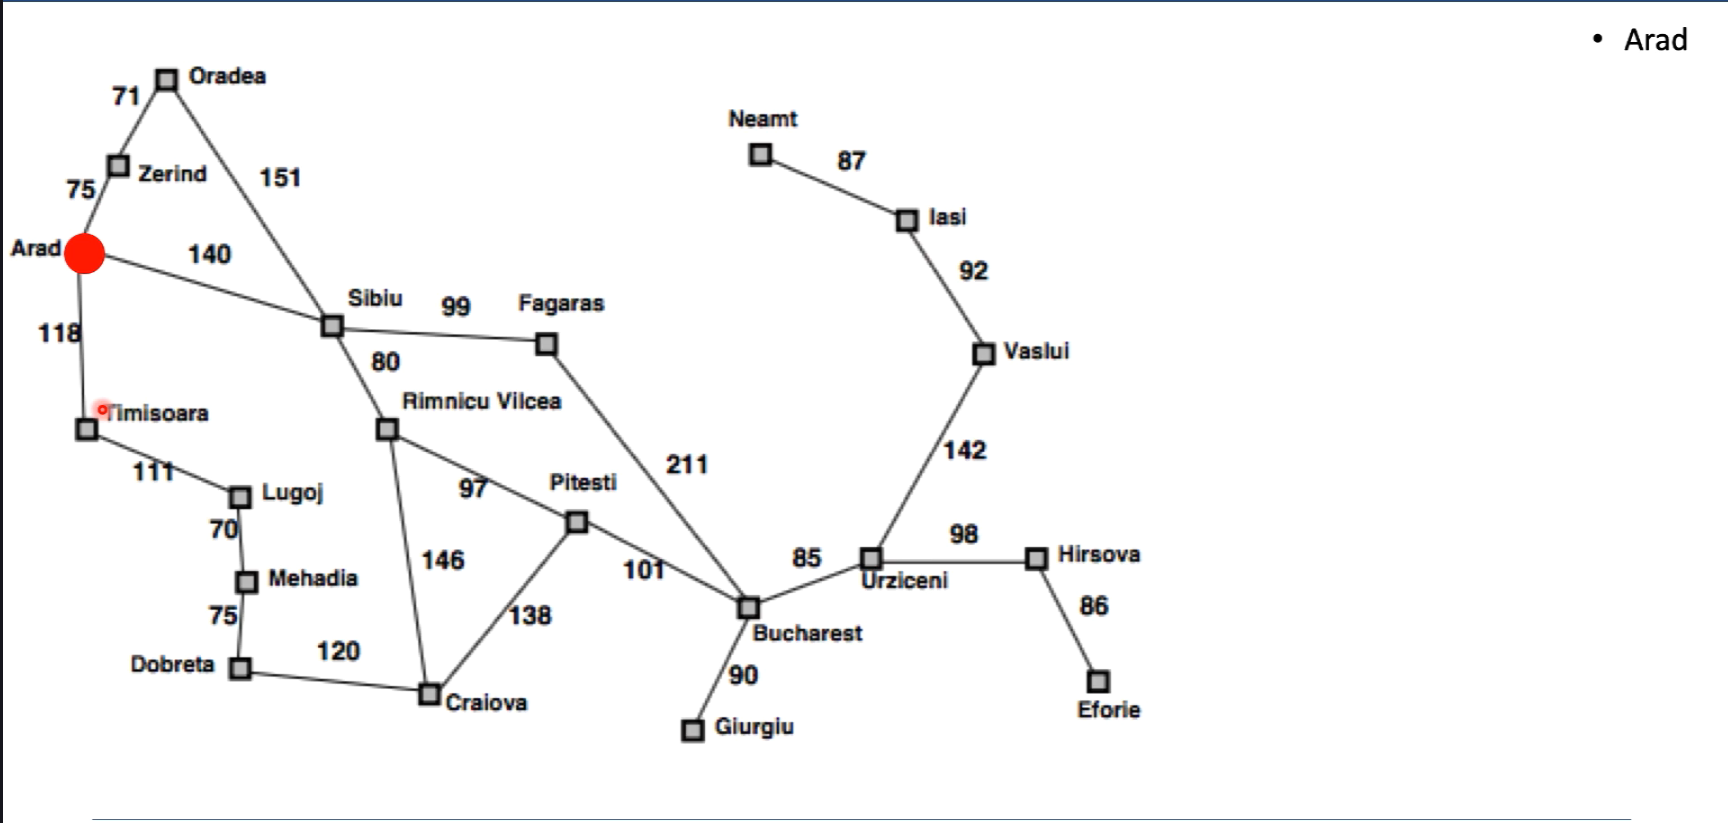 • Arad
Oradea
71
Neamt
87
Zerind
151
75
Iasi
Arad
140
92
Sibiu
99
Fagaras
118
80
Vaslui
Rimnicu Vilcea
Timisoara
142
211
111
97
Pitesti
Lugoj
70
98
146
101
85
Hirsova
Mehadia
Urziceni
75
138
86
Bucharest
120
Dobreta
90
Craiova
Eforie
Giurgiu